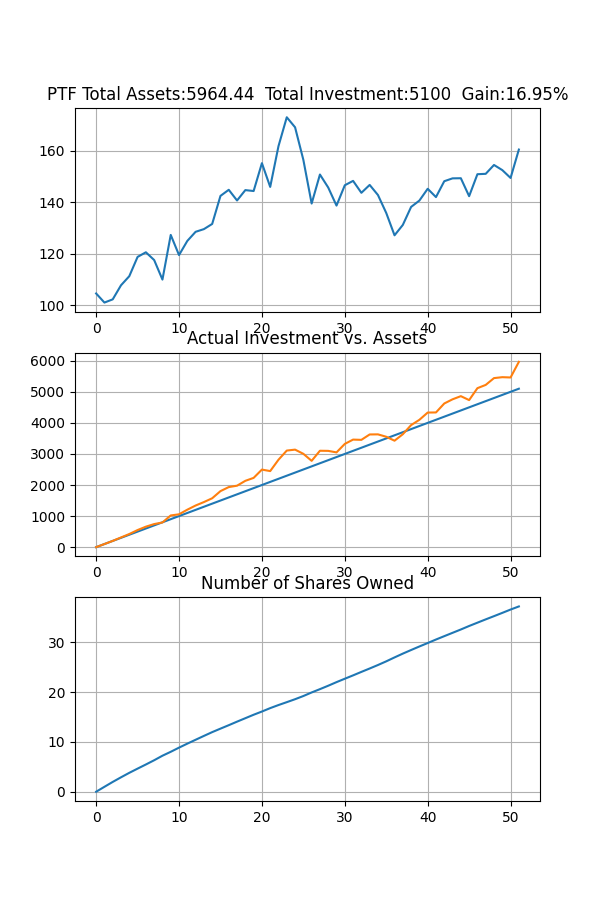 PTF Total Assets:5964.44  Total Investment:5100  Gain:16.95%
160
140
120
100
0 10 20 30 40 50
Actual Investment vs. Assets
6000
5000
4000
3000
2000
1000
0
0 10 20 30 40 50
Number of Shares Owned
30
20
10
0
0 10 20 30 40 50